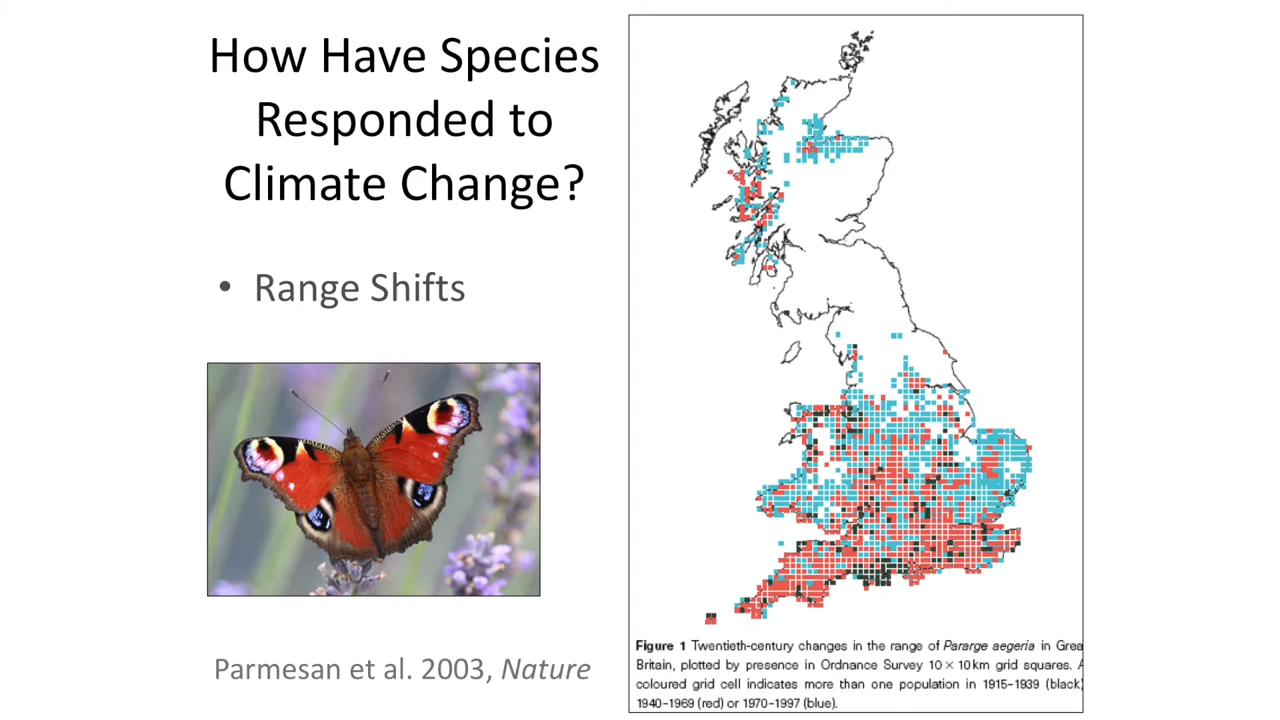 How Have Species
Responded to
Climate Change?
• Range Shifts
Parmesan et al. 2003, Nature
Figure 1 Twentieth-century changes in the range of Pararge aegeria in Grea
Britain, plotted by presence in Ordnance Survey 10 × 10 km grid squares. A
coloured grid cell indicates more than one population in 1915–1939 (black)
1940–1969 (red) or 1970–1997 (blue).